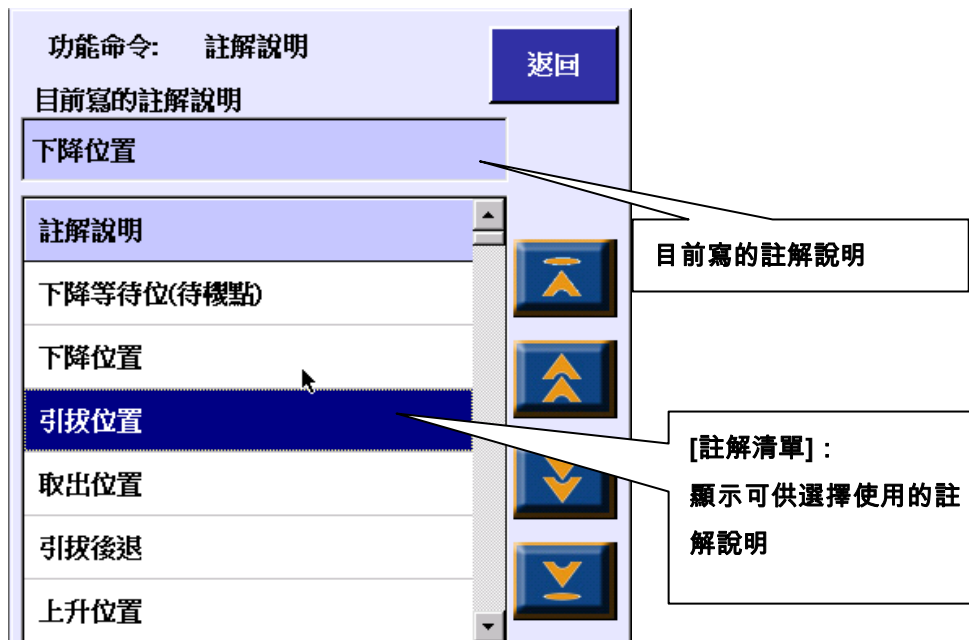 功能命令: 註解說明
返回
目前寫的註解說明
下降位置
註解說明
下降等待位(待機點)
下降位置
引拔位置
取出位置
引拔後退
上升位置
目前寫的註解說明
[註解清單]：
顯示可供選擇使用的註
解說明